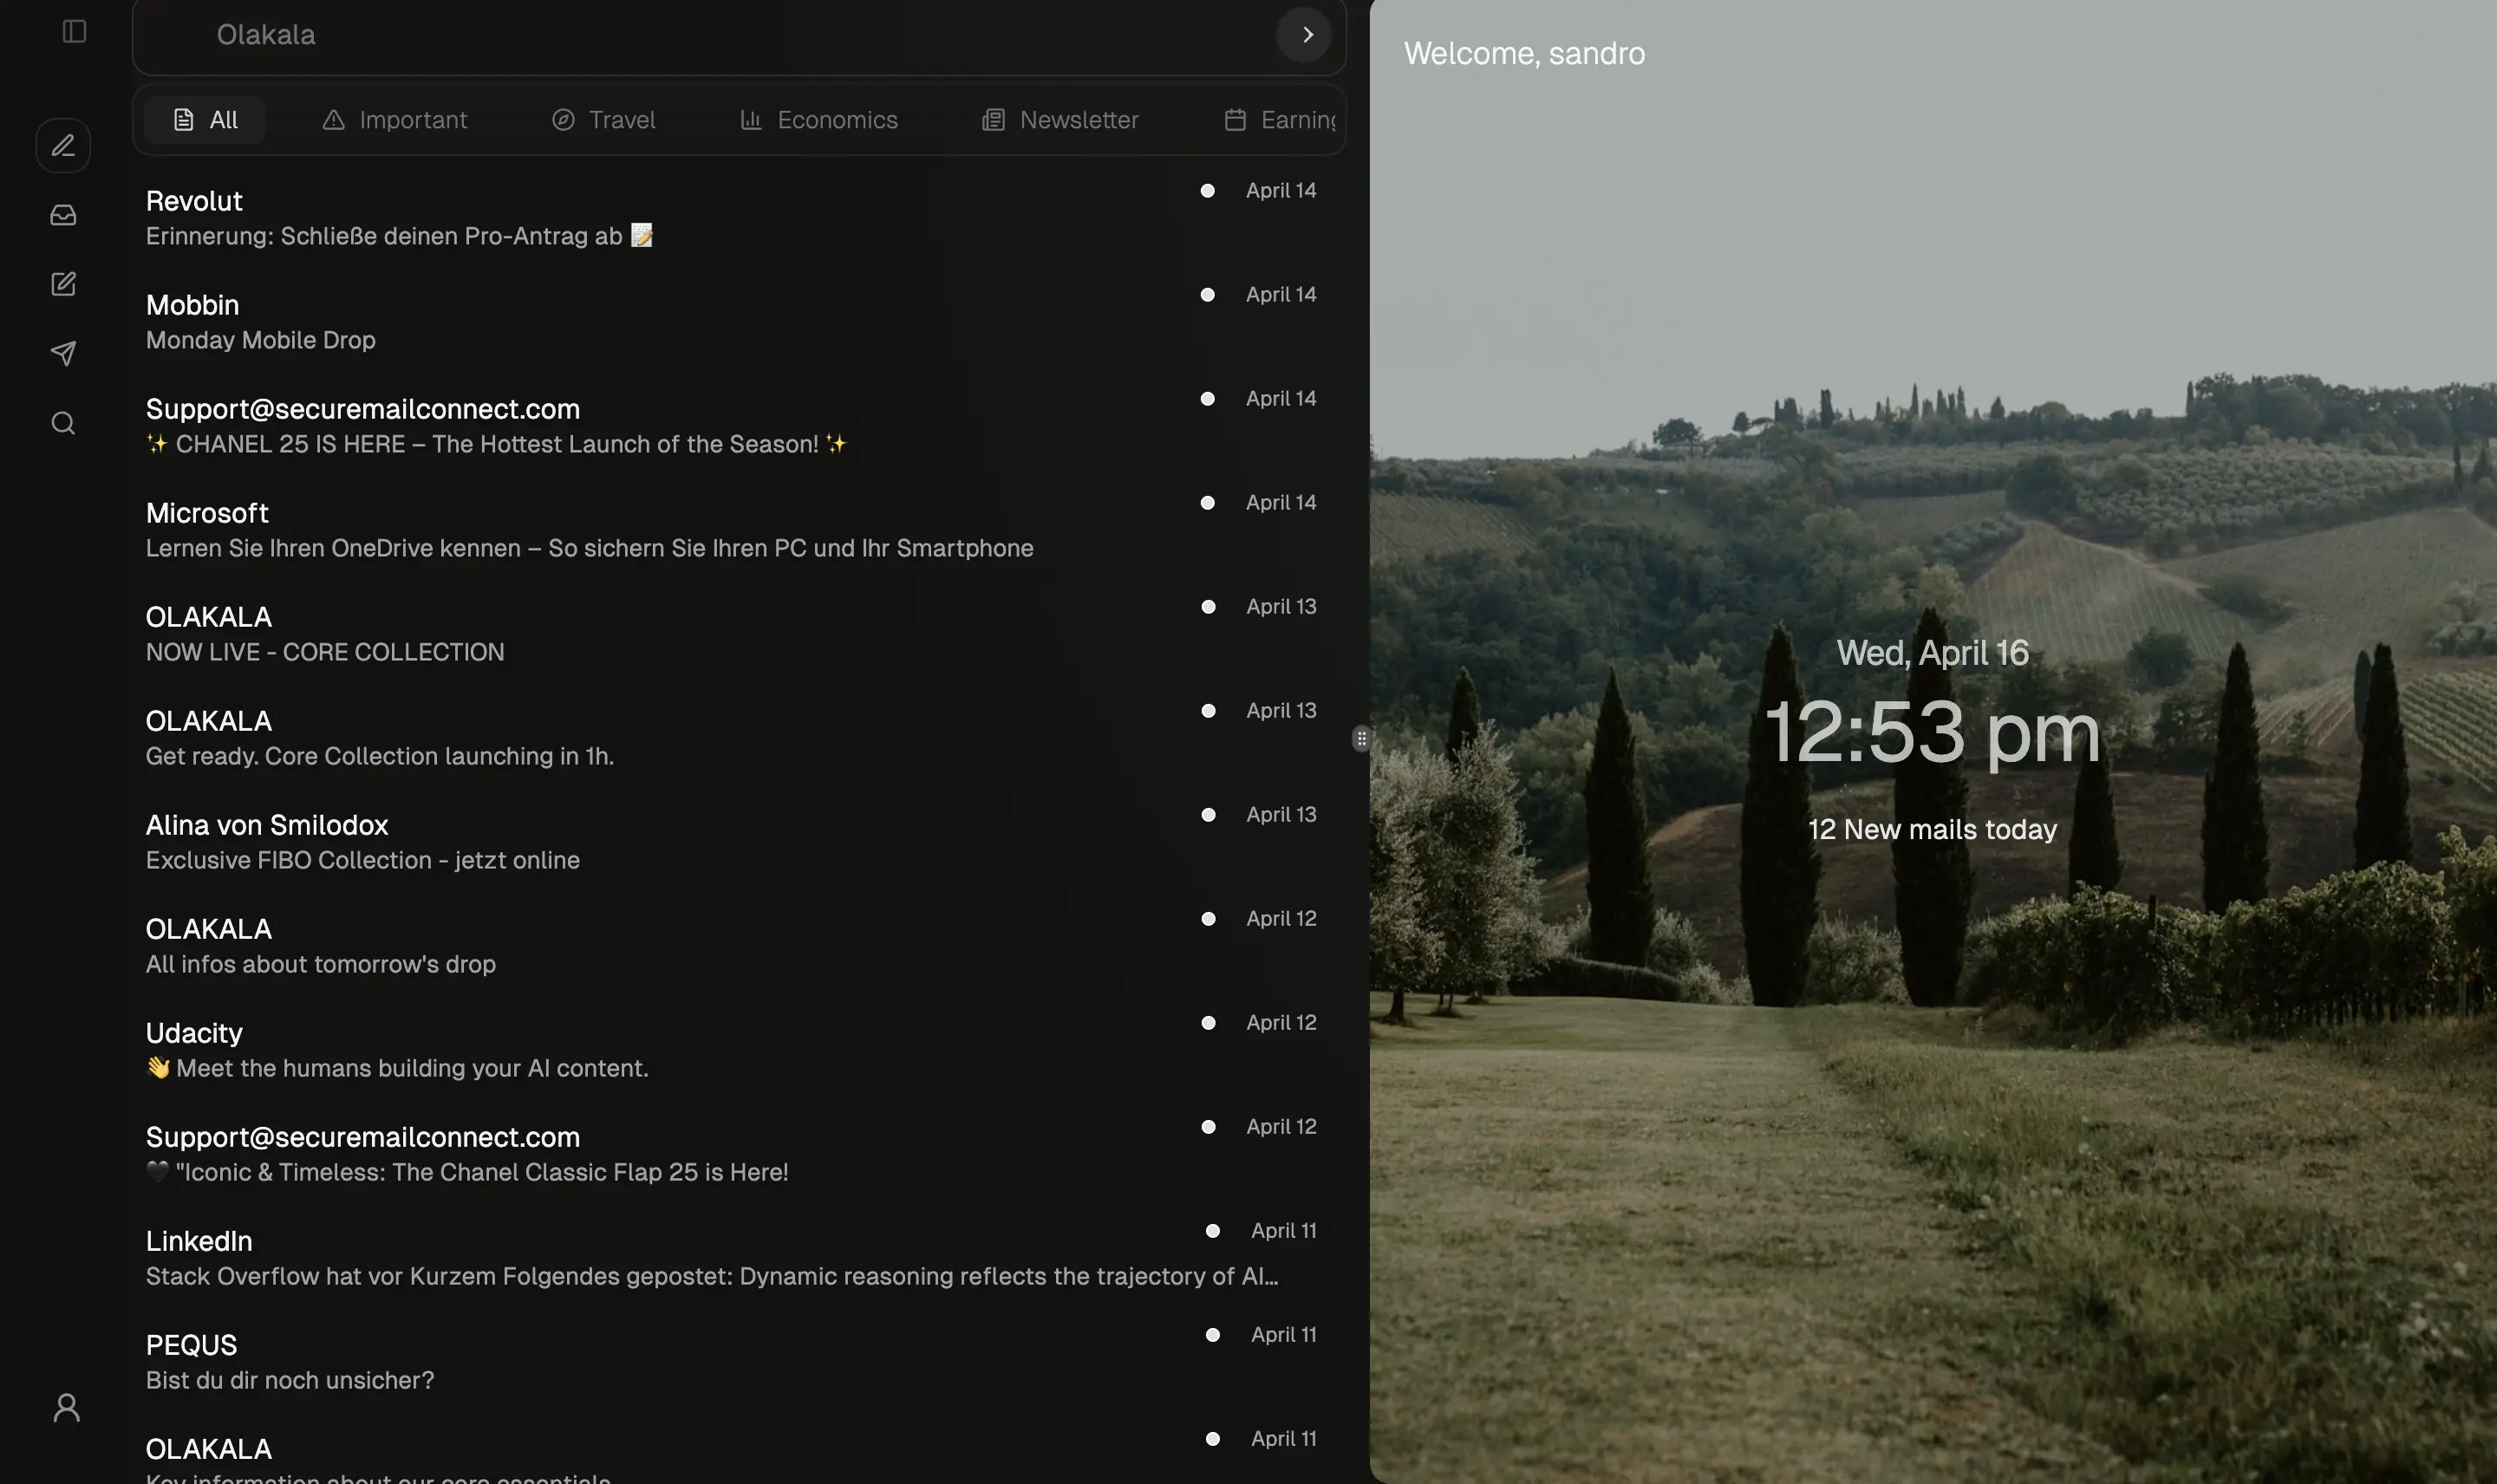 Olakala
All
Important
Travel
Economics
Newsletter
Earning
Revolut
April 14
Erinnerung: Schließe deinen Pro-Antrag ab 📝
Mobbin
April 14
Monday Mobile Drop
Support@securemailconnect.com
April 14
✨ CHANEL 25 IS HERE – The Hottest Launch of the Season! ✨
Microsoft
April 14
Lernen Sie Ihren OneDrive kennen – So sichern Sie Ihren PC und Ihr Smartphone
OLAKALA
April 13
NOW LIVE - CORE COLLECTION
OLAKALA
April 13
Get ready. Core Collection launching in 1h.
Alina von Smilodox
April 13
Exclusive FIBO Collection - jetzt online
OLAKALA
April 12
All infos about tomorrow's drop
Udacity
April 12
👋 Meet the humans building your AI content.
Support@securemailconnect.com
April 12
🖤 "Iconic & Timeless: The Chanel Classic Flap 25 is Here!
LinkedIn
April 11
Stack Overflow hat vor Kurzem Folgendes gepostet: Dynamic reasoning reflects the trajectory of AI...
PEQUS
April 11
Bist du dir noch unsicher?
OLAKALA
April 11
Key information about our core essentials
Welcome, sandro
Wed, April 16
12:53 pm
12 New mails today